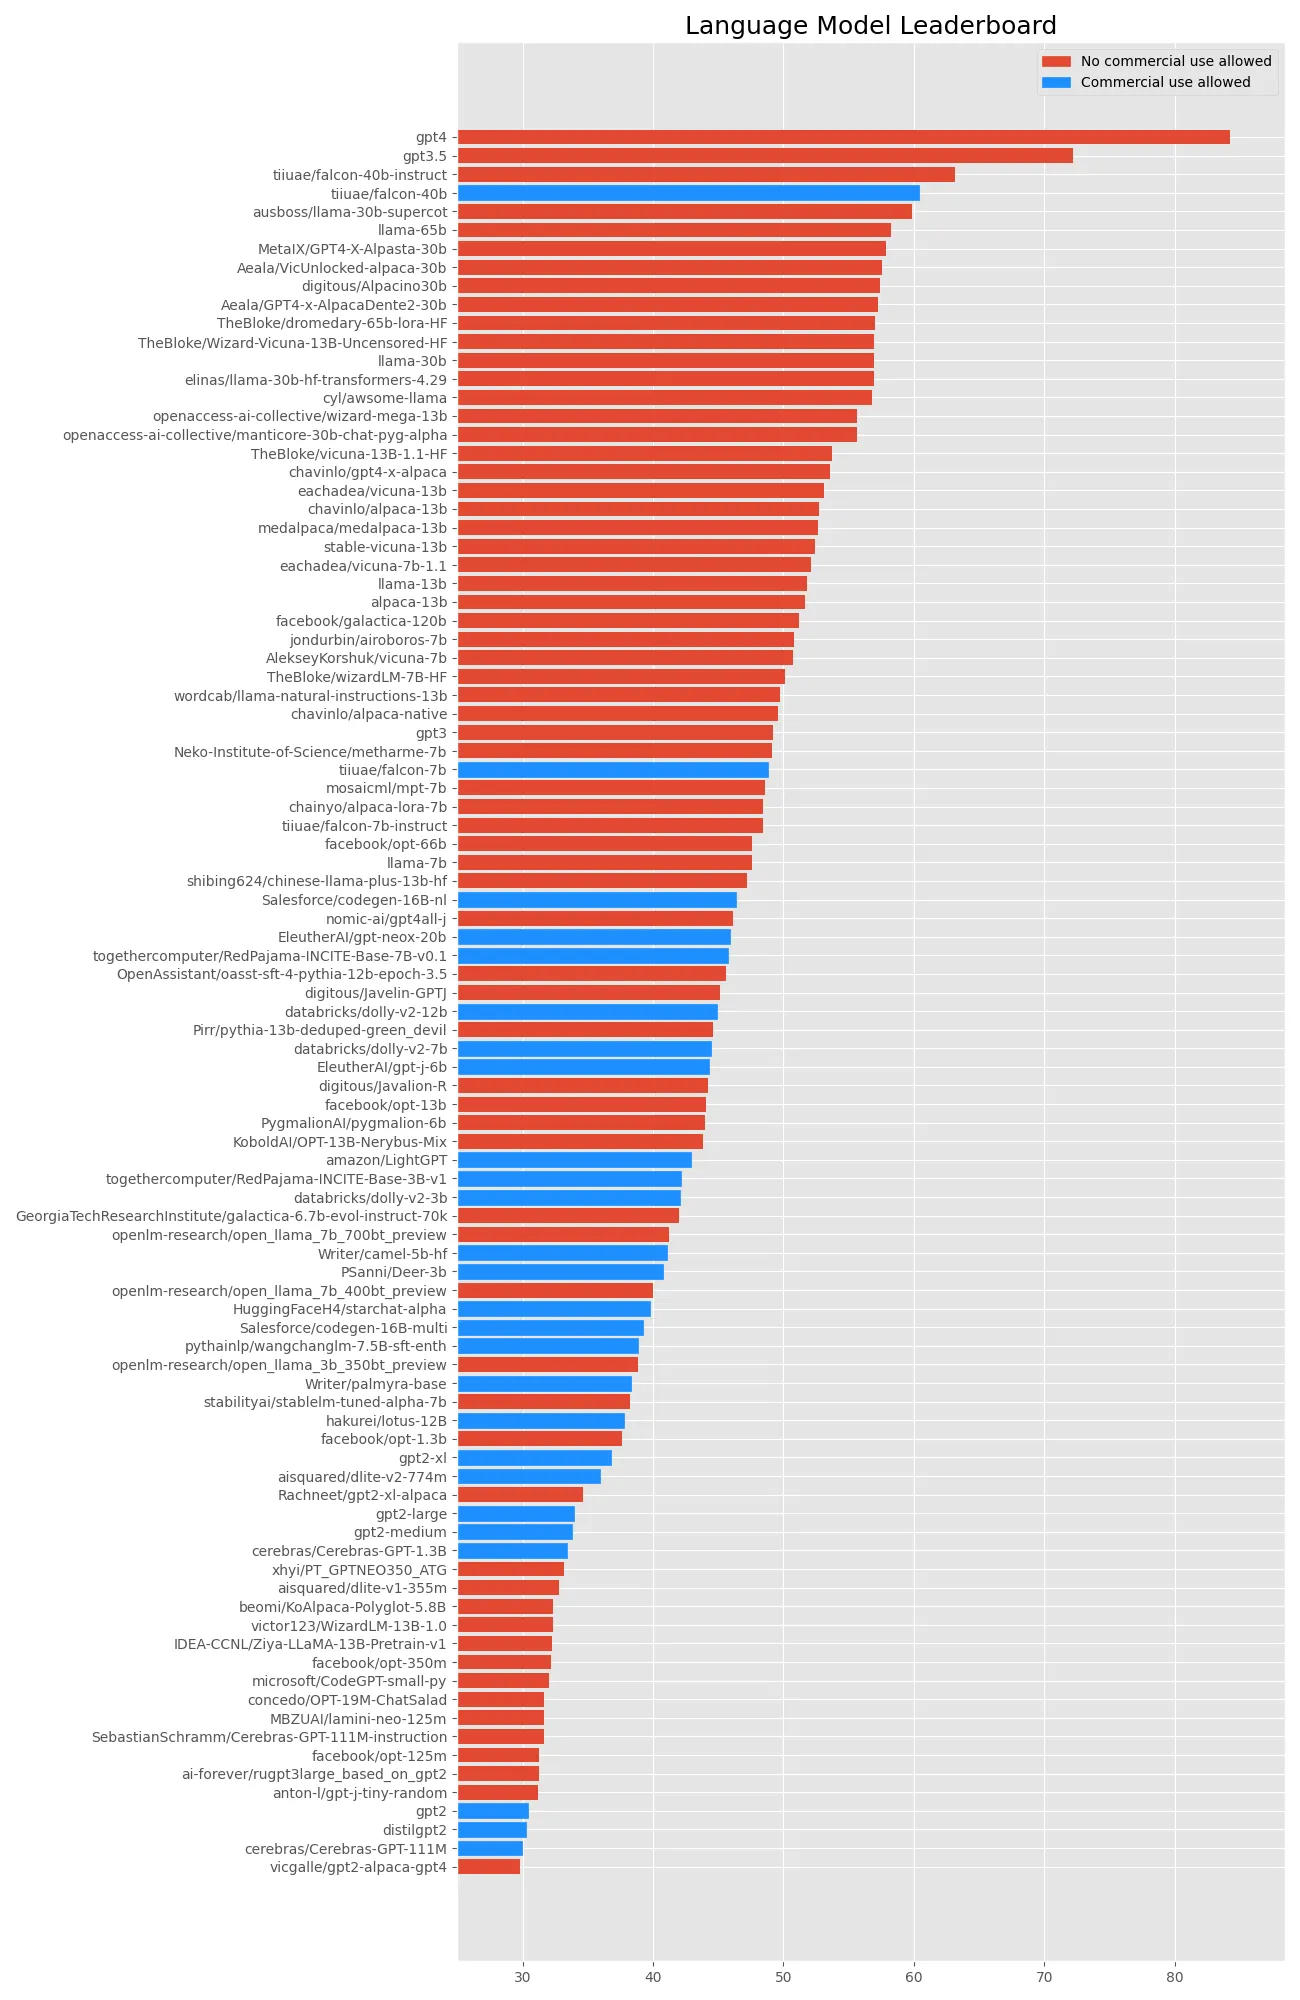 Language Model Leaderboard
No commercial use allowed
Commercial use allowed
gpt4
gpt3.5
tiiuae/falcon-40b-instruct
tiiuae/falcon-40b
ausboss/llama-30b-supercot
llama-65b
MetaIX/GPT4-X-Alpasta-30b
Aeala/VicUnlocked-alpaca-30b
digitous/Alpacino30b
Aeala/GPT4-x-AlpacaDente2-30b
TheBloke/dromedary-65b-lora-HF
TheBloke/Wizard-Vicuna-13B-Uncensored-HF
llama-30b
elinas/llama-30b-hf-transformers-4.29
cyl/awsome-llama
openaccess-ai-collective/wizard-mega-13b
openaccess-ai-collective/manticore-30b-chat-pyg-alpha
TheBloke/vicuna-13B-1.1-HF
chavinlo/gpt4-x-alpaca
eachadea/vicuna-13b
chavinlo/alpaca-13b
medalpaca/medalpaca-13b
stable-vicuna-13b
eachadea/vicuna-7b-1.1
llama-13b
alpaca-13b
facebook/galactica-120b
jondurbin/airoboros-7b
AlekseyKorshuk/vicuna-7b
TheBloke/wizardLM-7B-HF
wordcab/llama-natural-instructions-13b
chavinlo/alpaca-native
gpt3
Neko-Institute-of-Science/metharme-7b
tiiuae/falcon-7b
mosaicml/mpt-7b
chainyo/alpaca-lora-7b
tiiuae/falcon-7b-instruct
facebook/opt-66b
llama-7b
shibing624/chinese-llama-plus-13b-hf
Salesforce/codegen-16B-nl
nomic-ai/gpt4all-j
EleutherAI/gpt-neox-20b
togethercomputer/RedPajama-INCITE-Base-7B-v0.1
OpenAssistant/oasst-sft-4-pythia-12b-epoch-3.5
digitous/Javelin-GPTJ
databricks/dolly-v2-12b
Pirr/pythia-13b-deduped-green_devil
databricks/dolly-v2-7b
EleutherAI/gpt-j-6b
digitous/Javalion-R
facebook/opt-13b
PygmalionAI/pygmalion-6b
KoboldAI/OPT-13B-Nerybus-Mix
amazon/LightGPT
togethercomputer/RedPajama-INCITE-Base-3B-v1
databricks/dolly-v2-3b
GeorgiaTechResearchInstitute/galactica-6.7b-evol-instruct-70k
openlm-research/open_llama_7b_700bt_preview
Writer/camel-5b-hf
PSanni/Deer-3b
openlm-research/open_llama_7b_400bt_preview
HuggingFaceH4/starchat-alpha
Salesforce/codegen-16B-multi
pythainlp/wangchanglm-7.5B-sft-enth
openlm-research/open_llama_3b_350bt_preview
Writer/palmyra-base
stabilityai/stablelm-tuned-alpha-7b
hakurei/lotus-12B
facebook/opt-1.3b
gpt2-xl
aisquared/dlite-v2-774m
Rachneet/gpt2-xl-alpaca
gpt2-large
gpt2-medium
cerebras/Cerebras-GPT-1.3B
xhyi/PT_GPTNEO350_ATG
aisquared/dlite-v1-355m
beomi/KoAlpaca-Polyglot-5.8B
victor123/WizardLM-13B-1.0
IDEA-CCNL/Ziya-LLaMA-13B-Pretrain-v1
facebook/opt-350m
microsoft/CodeGPT-small-py
concedo/OPT-19M-ChatSalad
MBZUAI/lamini-neo-125m
SebastianSchramm/Cerebras-GPT-111M-instruction
facebook/opt-125m
ai-forever/rugpt3large_based_on_gpt2
anton-l/gpt-j-tiny-random
gpt2
distilgpt2
cerebras/Cerebras-GPT-111M
vicgalle/gpt2-alpaca-gpt4
30 40 50 60 70 80